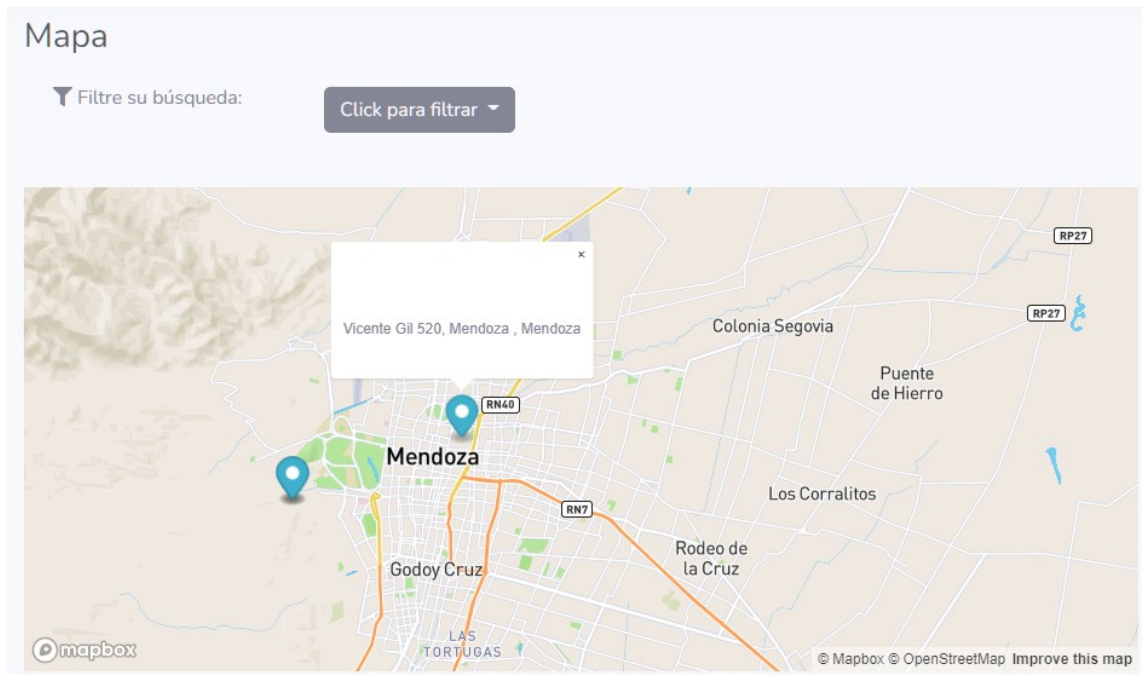 Mapa
Filtre su búsqueda:
Click para filtrar
RP27
×
Vicente Gil 520, Mendoza , Mendoza
Colonia Segovia
RP27
Puente
de Hierro
RN40
Mendoza
Los Corralitos
RN7
Rodeo de
la Cruz
Godoy Cruz
LAS
TORTUGAS
mapbox
© Mapbox © OpenStreetMap Improve this map